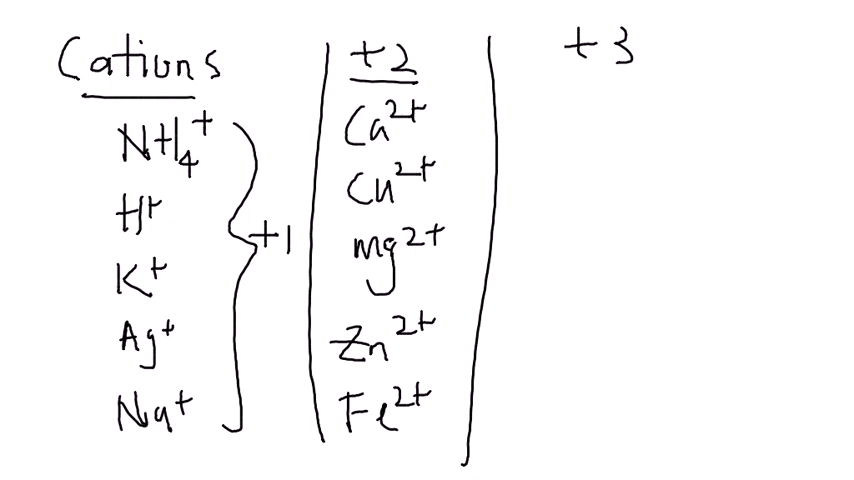 Cations
NH₄⁺
H⁺
K⁺
Ag⁺
Na⁺
+1
+2
Ca²⁺
Cu²⁺
Mg²⁺
Zn²⁺
Fe²⁺
+3